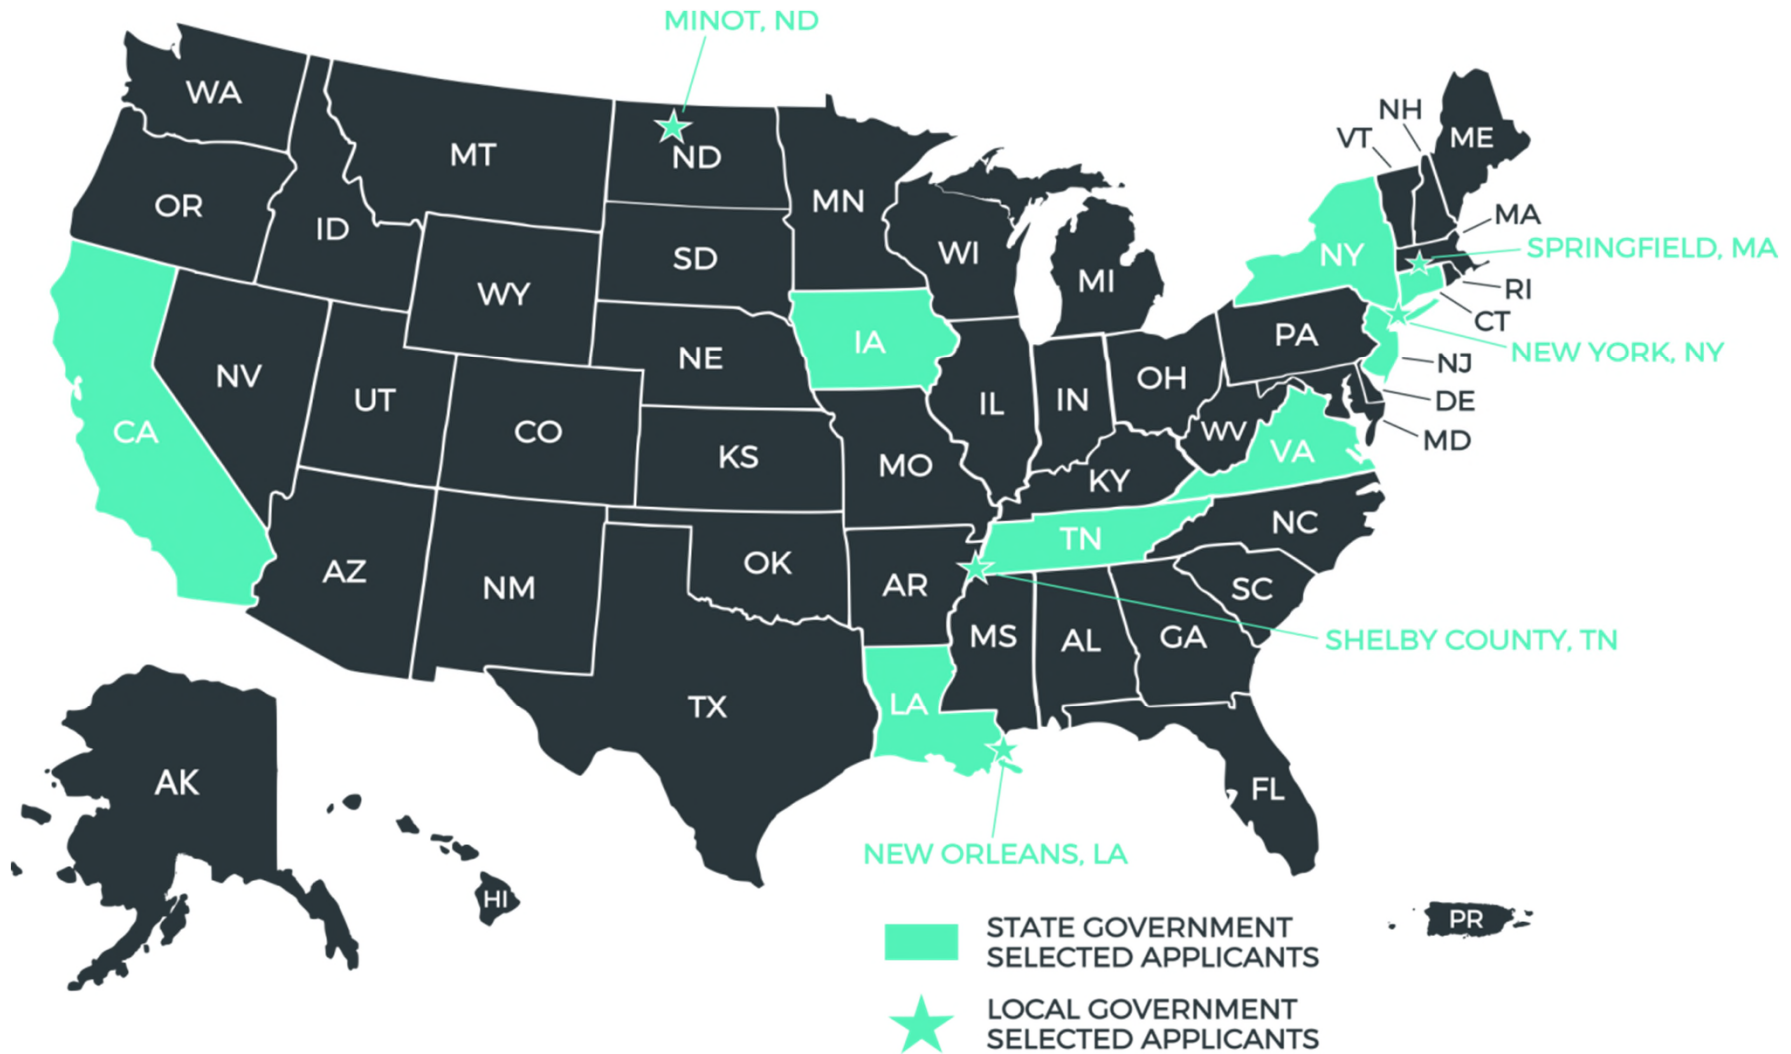 MINOT, ND
WA
MT
ND
MN
OR
ID
SD
WI
MI
WY
NH
VT
ME
MA
NY
SPRINGFIELD, MA
RI
CT
NEW YORK, NY
NJ
DE
MD
PA
IA
NE
NV
UT
CO
IL
IN
OH
WV
VA
CA
KS
MO
KY
NC
TN
AZ
NM
OK
AR
SC
MS
AL
GA
SHELBY COUNTY, TN
TX
LA
FL
AK
HI
NEW ORLEANS, LA
PR
STATE GOVERNMENT
SELECTED APPLICANTS
LOCAL GOVERNMENT
SELECTED APPLICANTS